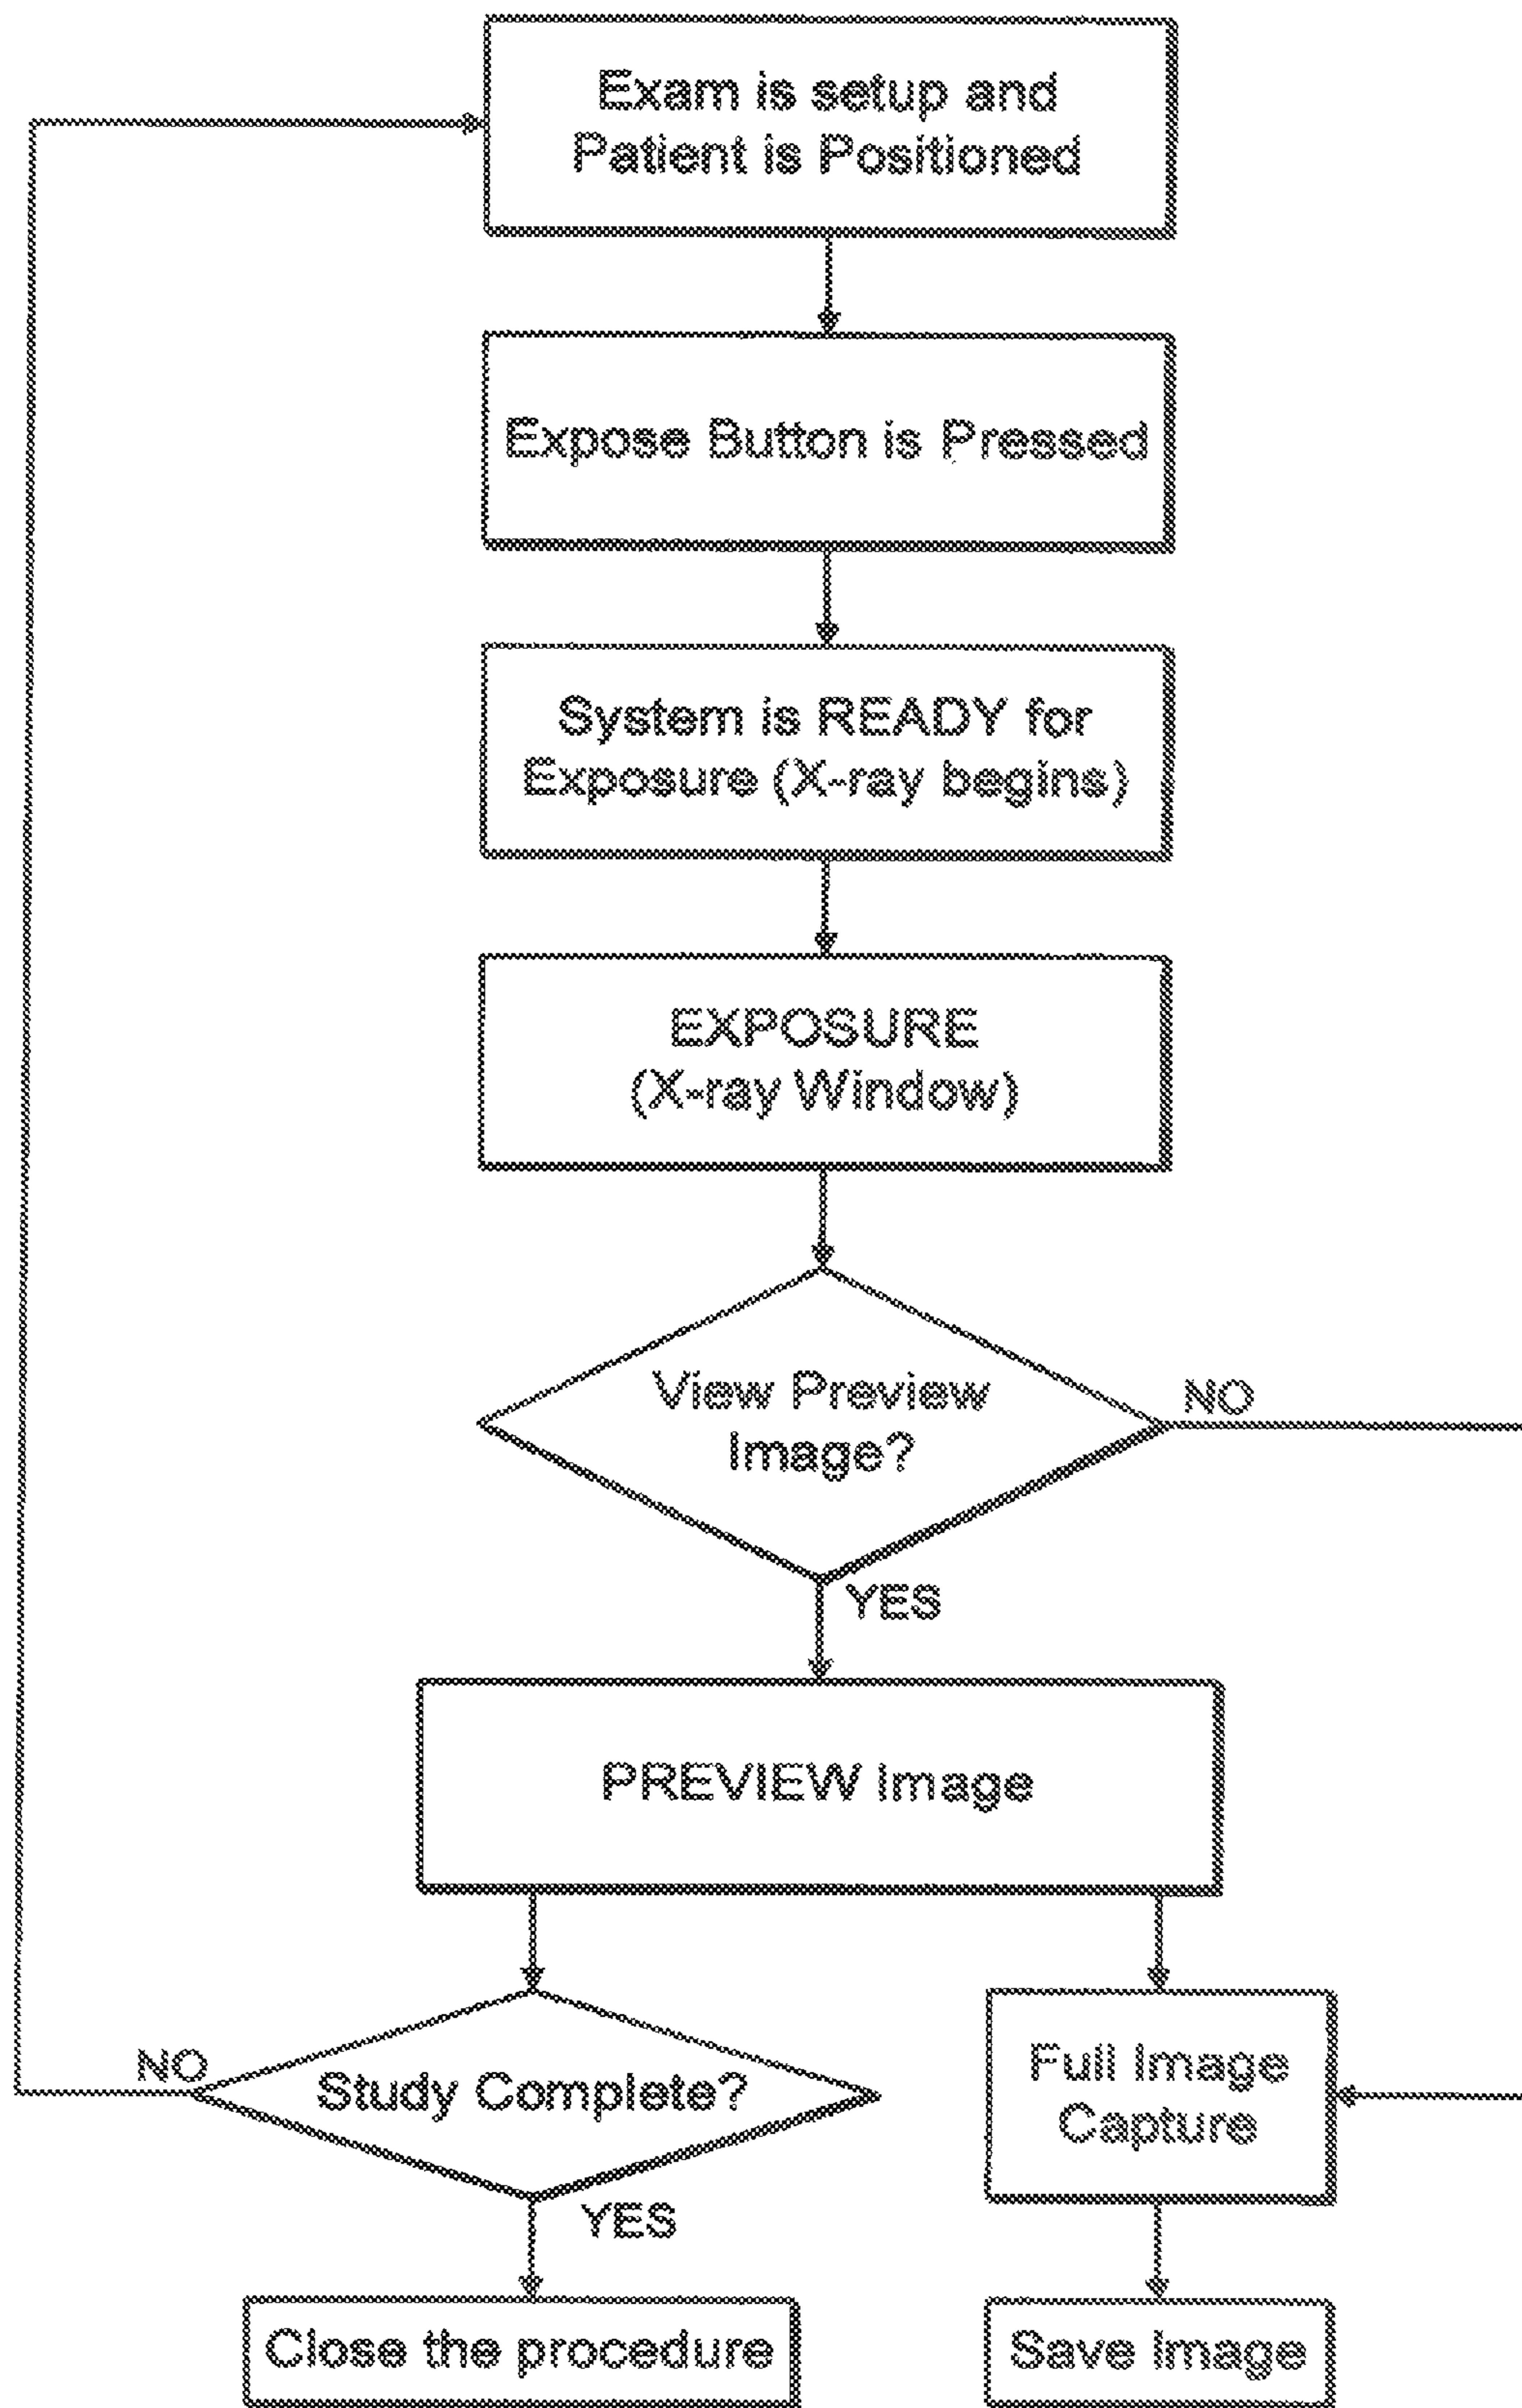 Exam is setup and
Patient is Positioned
Expose Button is Pressed
System is READY for
Exposure (X-ray begins)
EXPOSURE
(X-ray Window)
View Preview
Image?
NO
YES
PREVIEW Image
NO
Study Complete?
Full Image
Capture
YES
Close the procedure
Save Image